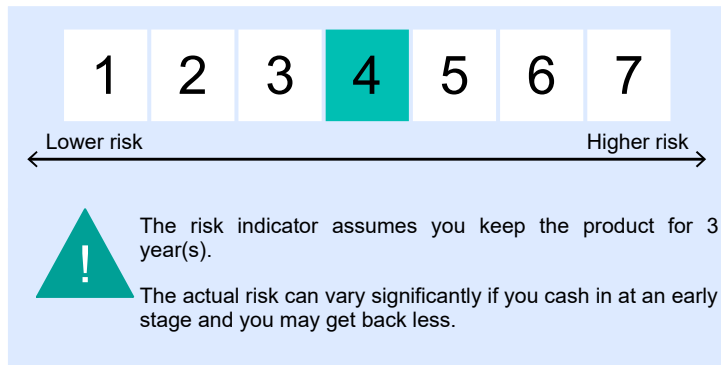 1 2 3 4 5 6 7
Lower risk Higher risk
!
The risk indicator assumes you keep the product for 3
year(s).
The actual risk can vary significantly if you cash in at an early
stage and you may get back less.